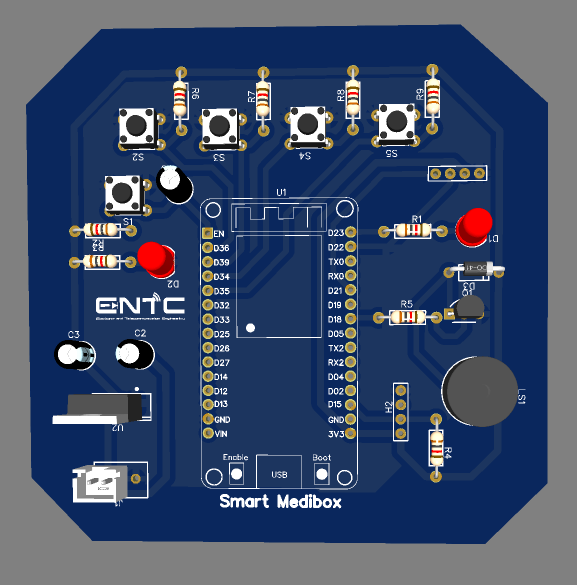 R6
R7
R8
R9
S2
S3
S4
S5
U1
S1
EN
D36
D39
D34
D35
D32
D33
D25
D26
D27
D14
D12
D13
GND
VIN
D23
D22
TX0
RX0
D21
D19
D18
D05
TX2
RX2
D04
D02
D15
GND
3V3
R1
D1
D2
D3
R5
ENTC
Electronic and Telecommunication Engineering
C3
C2
U2
J1
H2
R4
LS1
Enable
USB
Boot
Smart Medibox